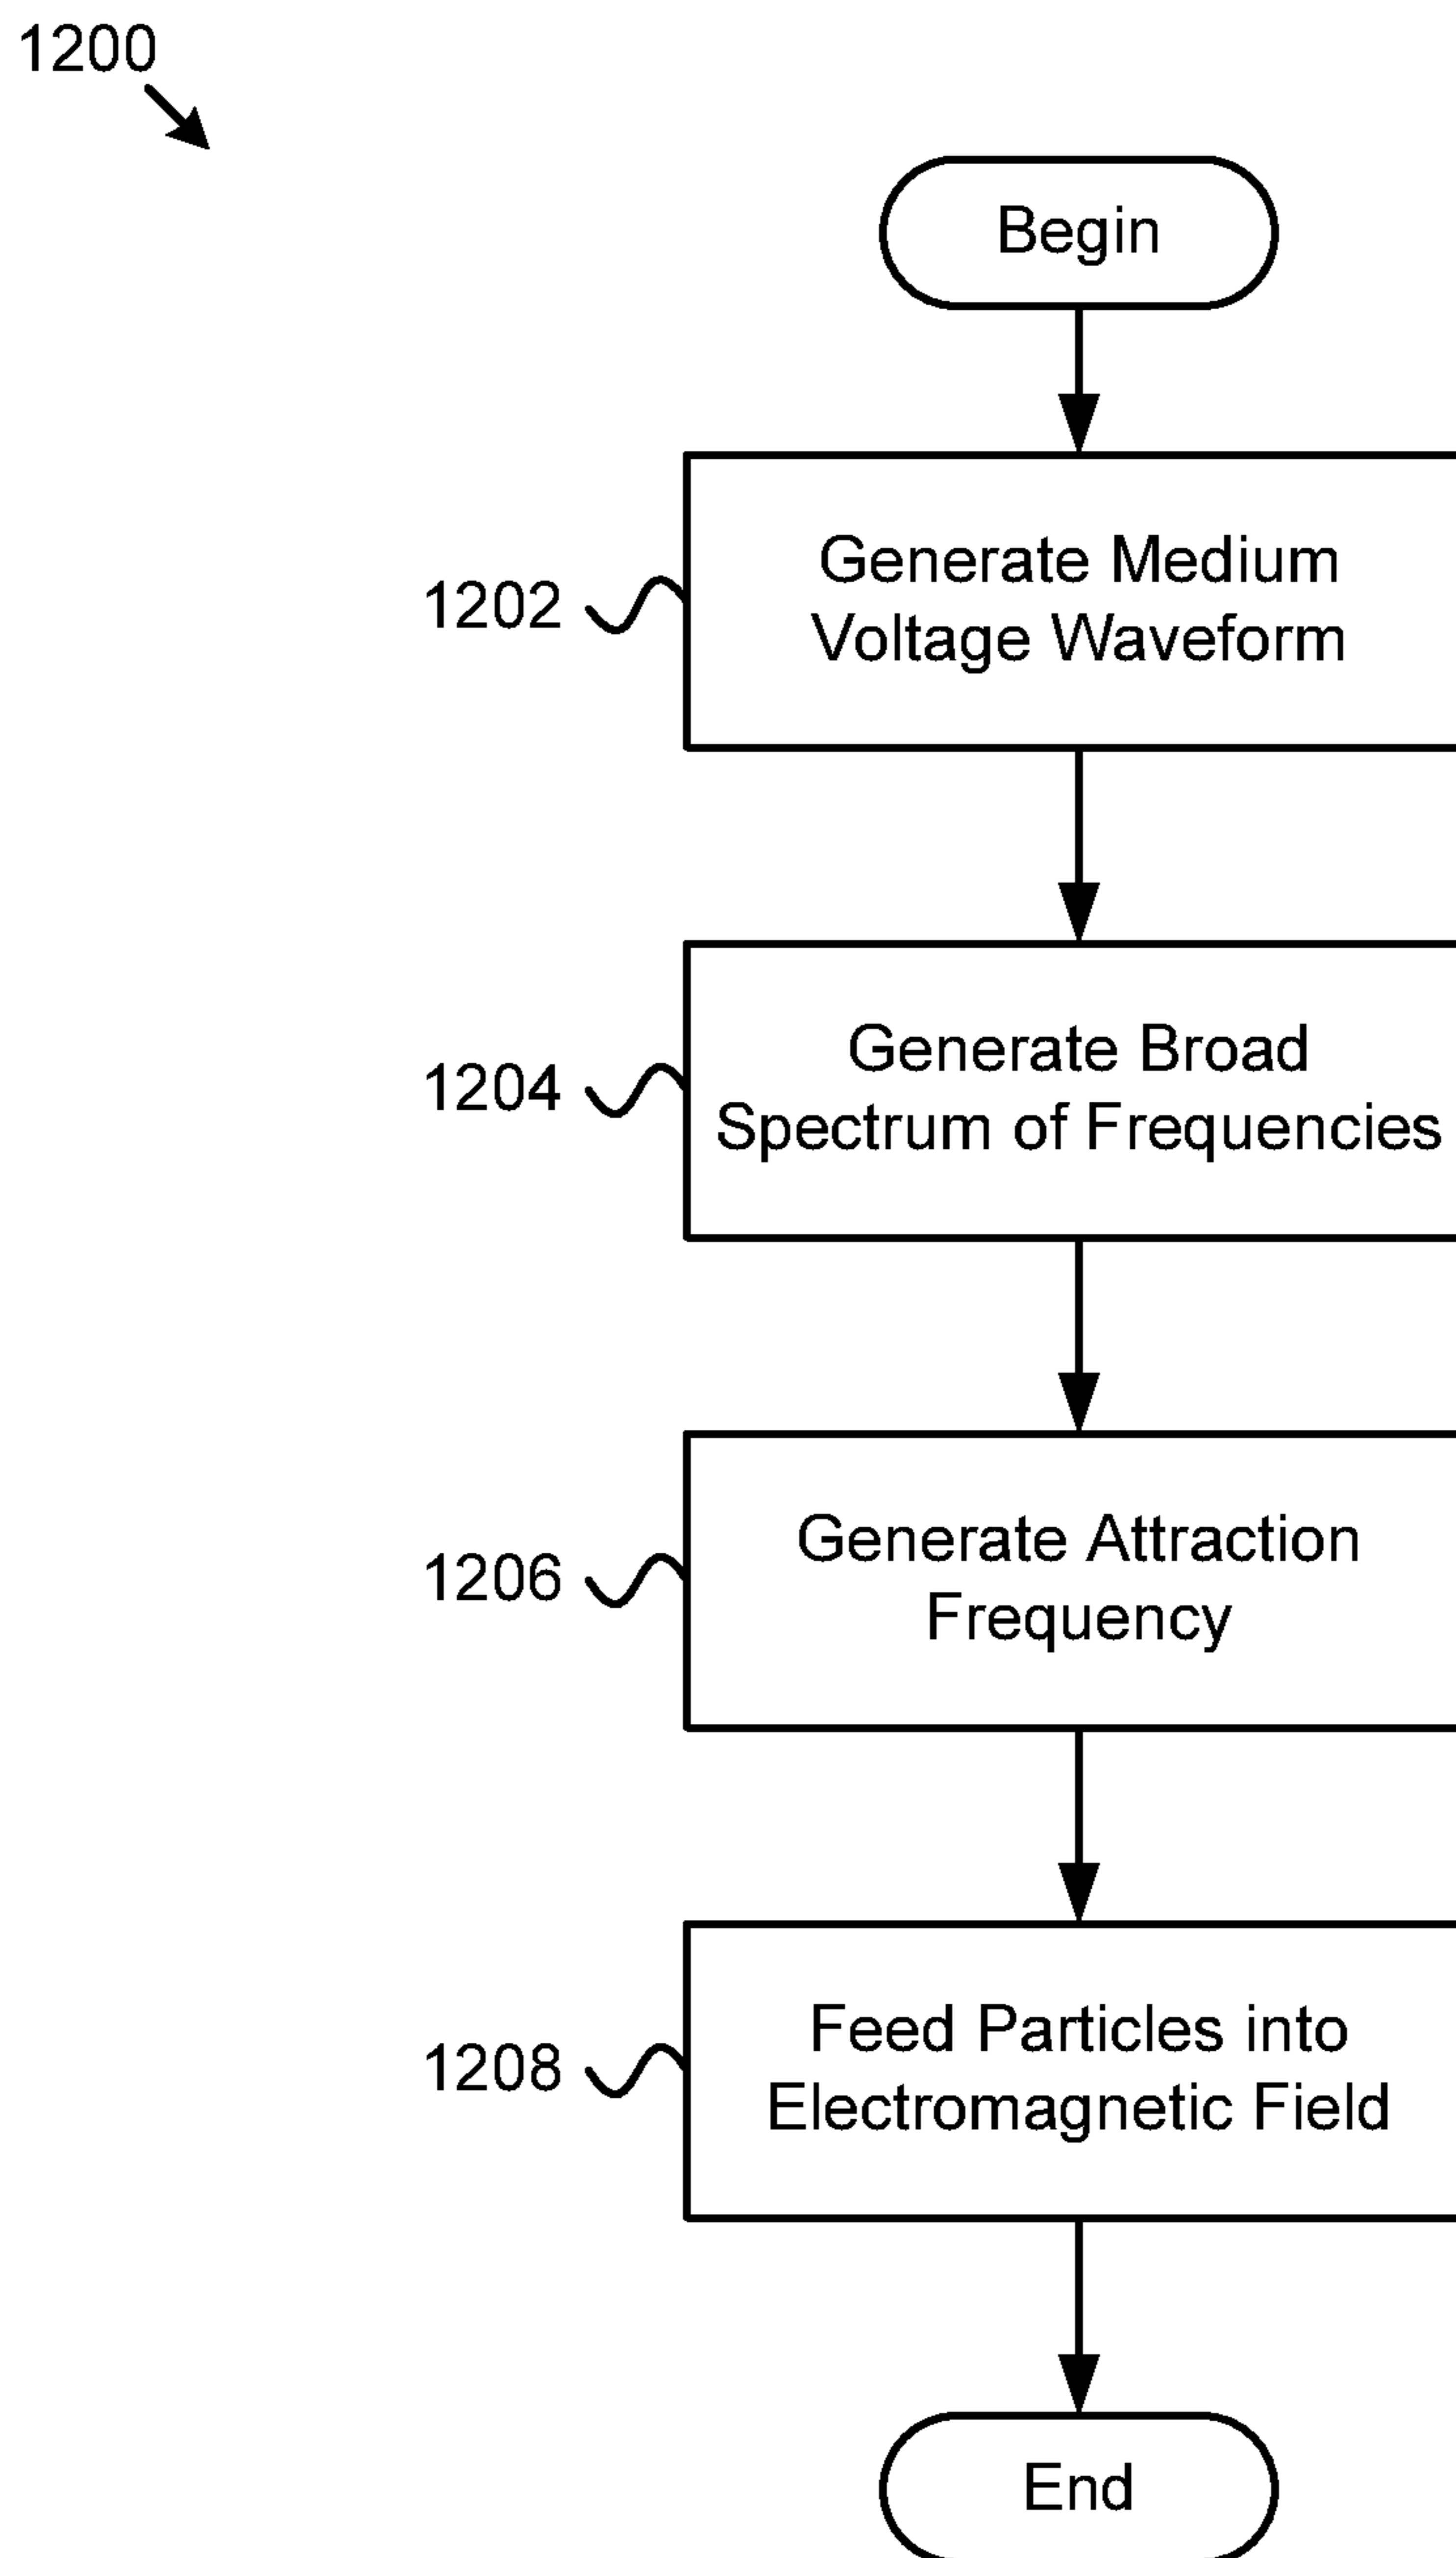 1200
Begin
1202
Generate Medium
Voltage Waveform
1204
Generate Broad
Spectrum of Frequencies
1206
Generate Attraction
Frequency
1208
Feed Particles into
Electromagnetic Field
End